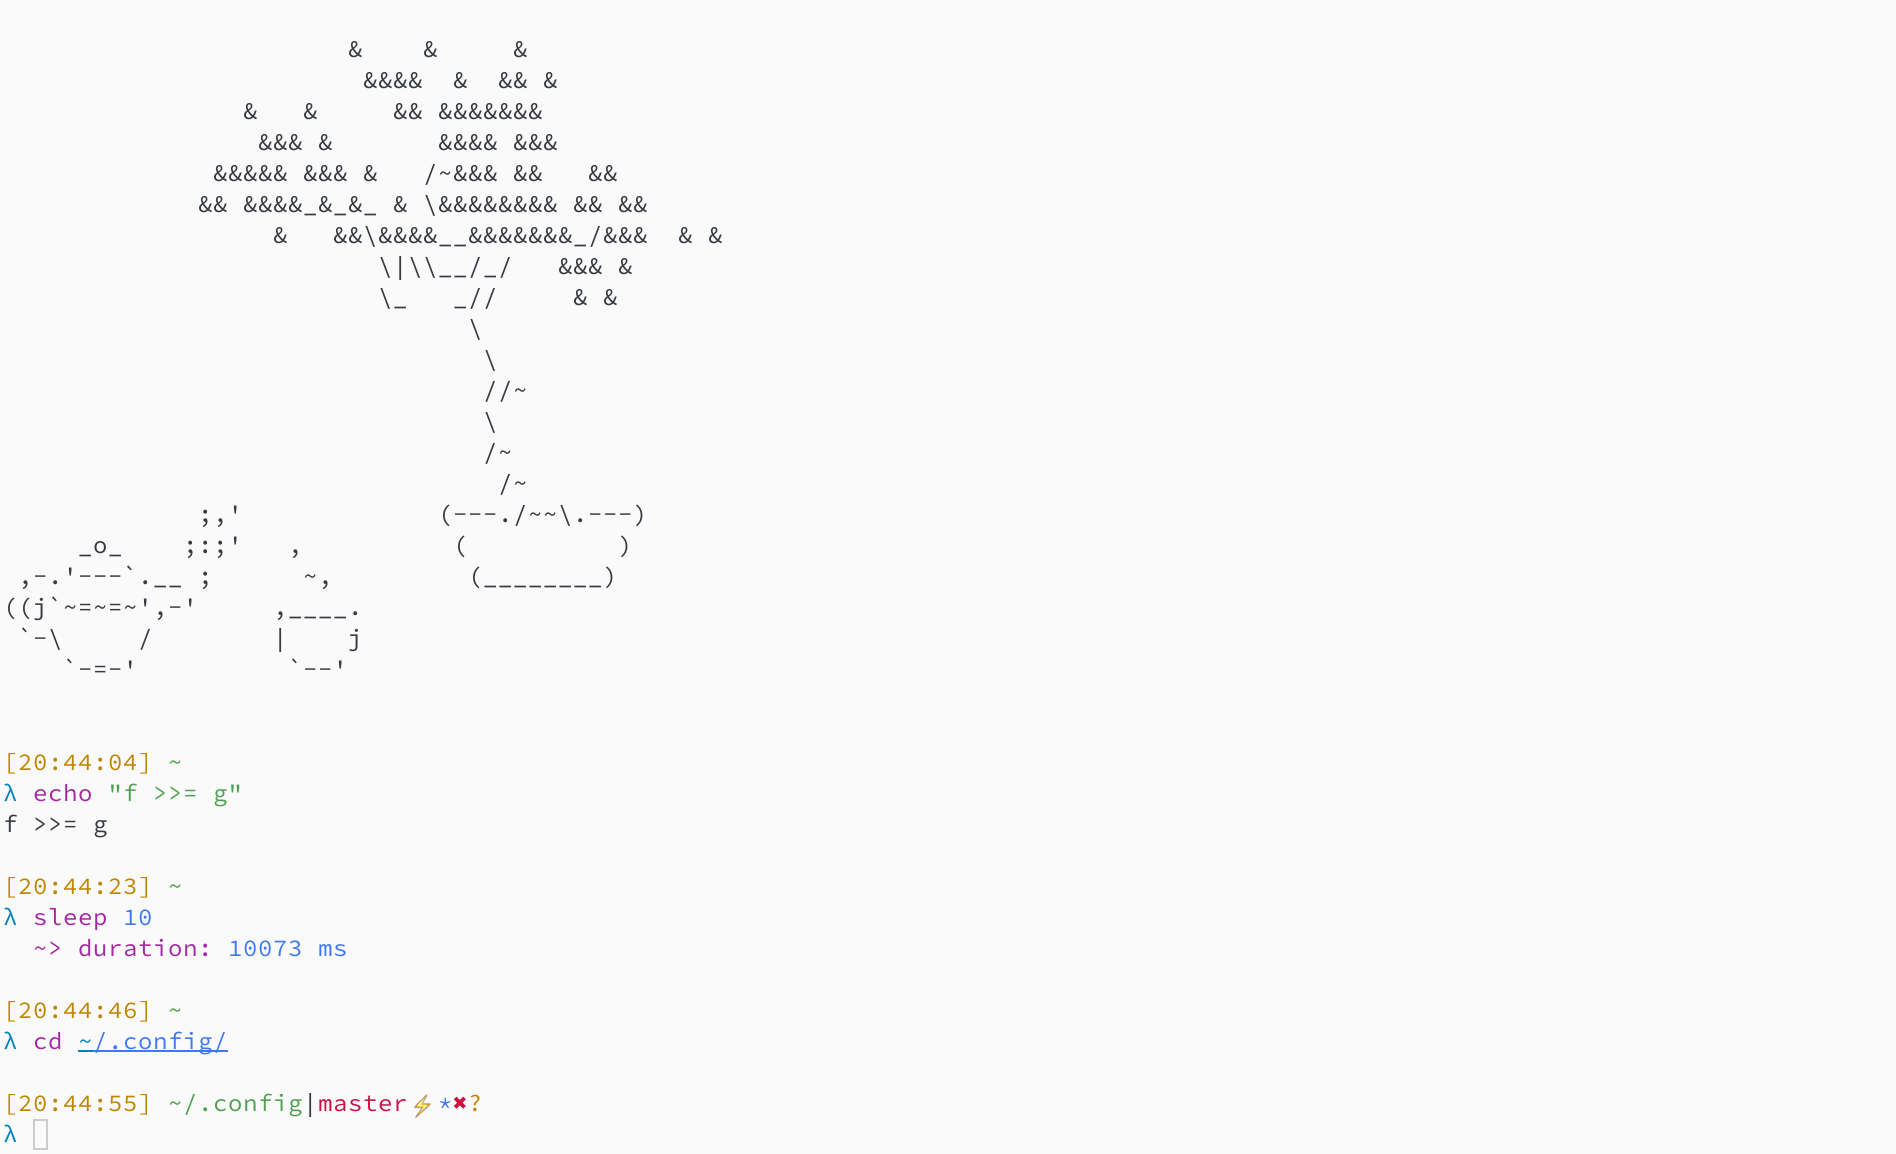 &    &     &
                        &&&&  &  && &
                &   &     && &&&&&&&
                 &&& &       &&&& &&&
              &&&&& &&& &   /~&&& &&   &&
             && &&&&_&_&_ & \&&&&&&&& && &&
                  &   &&\&&&&__&&&&&&&_/&&&  & &
                         \|\\__/_/   &&& &
                         \_   _//     & &
                               \
                                \
                                //~
                                \
                                /~
                                 /~
             ;,'             (---./~~\.---)
     _o_    ;:;'   ,          (          )
 ,-.'---`.__ ;      ~,         (________)
((j`~=~=~',-'     ,____.
 `-\     /        |    j
    `-=-'          `--'
[20:44:04] ~
λ echo "f >>= g"
f >>= g
[20:44:23] ~
λ sleep 10
  ~> duration: 10073 ms
[20:44:46] ~
λ cd ~/.config/
[20:44:55] ~/.config|master⚡*✖?
λ